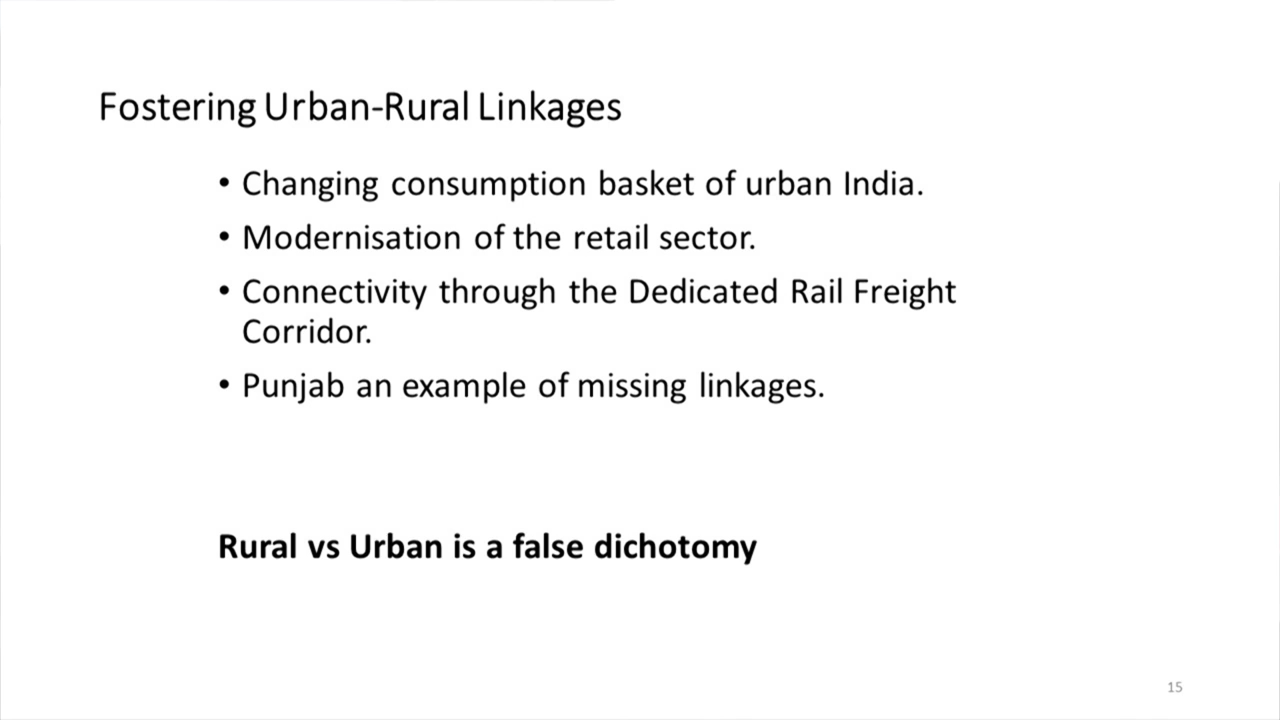 Fostering Urban-Rural Linkages
• Changing consumption basket of urban India.
• Modernisation of the retail sector.
• Connectivity through the Dedicated Rail Freight
Corridor.
• Punjab an example of missing linkages.
Rural vs Urban is a false dichotomy
15